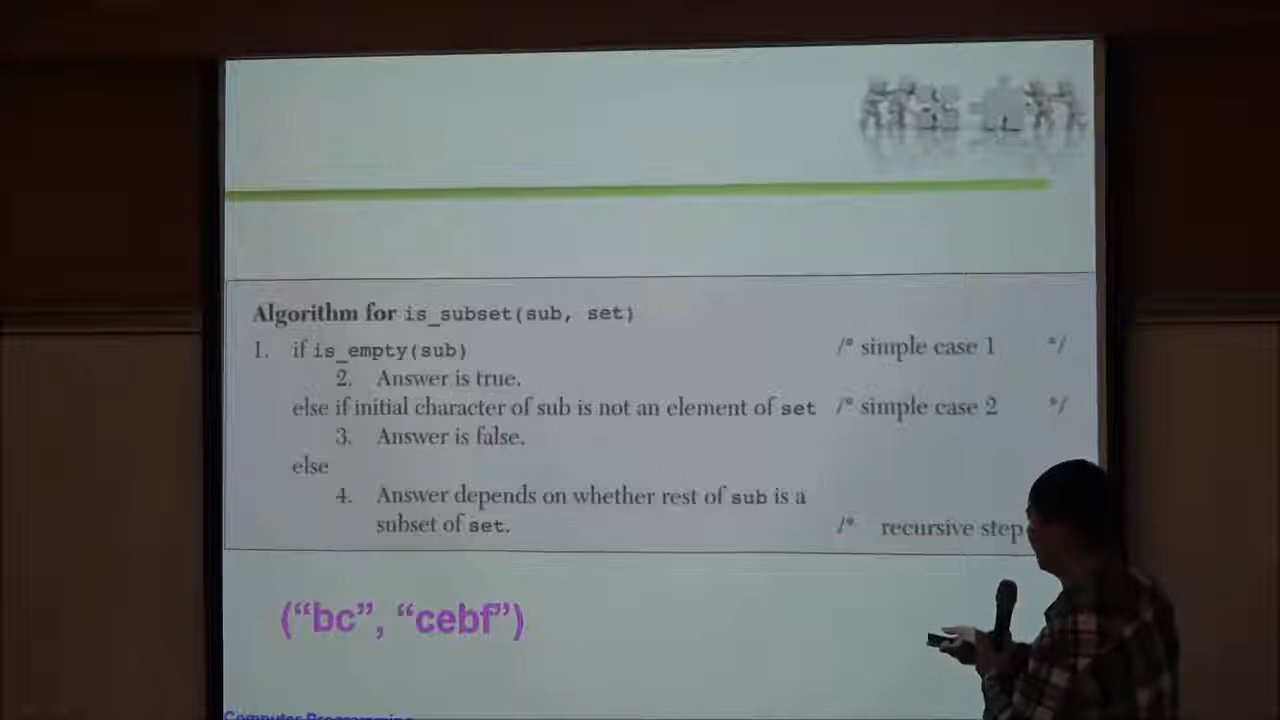 Algorithm for is_subset(sub, set)
1. if is_empty(sub) /* simple case 1 */
2. Answer is true.
else if initial character of sub is not an element of set /* simple case 2 */
3. Answer is false.
else
4. Answer depends on whether rest of sub is a
subset of set. /* recursive step
("bc", "cebf")
Computer Programming